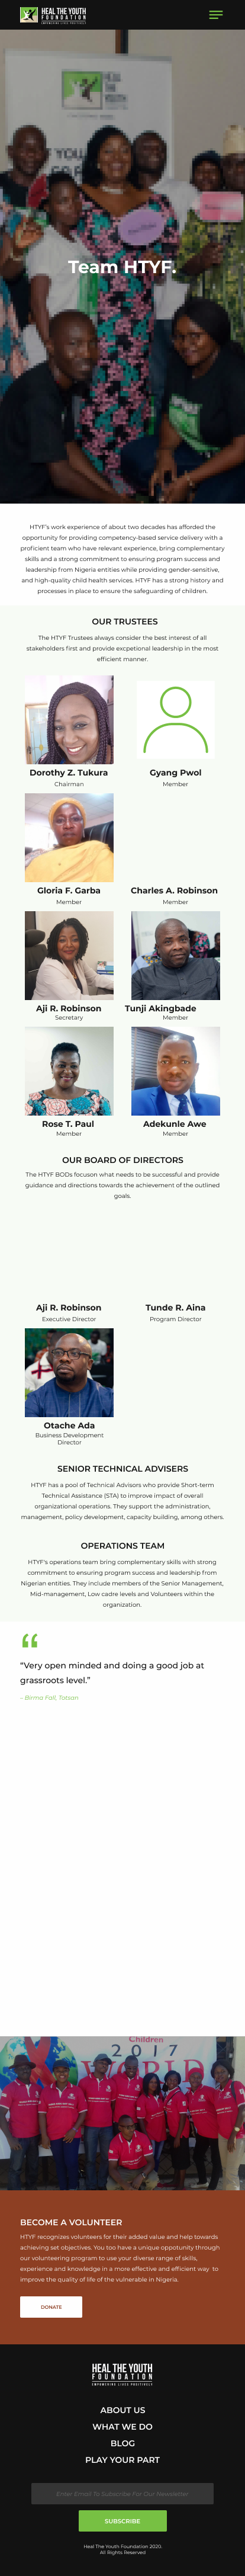 HEAL THE YOUTH
FOUNDATION
EMPOWERING LIVES POSITIVELY
Team HTYF.
HTYF's work experience of about two decades has afforded the
opportunity for providing competency-based service delivery with a
proficient team who have relevant experience, bring complementary
skills and a strong commitment to ensuring program success and
leadership from Nigeria entities while providing gender-sensitive,
and high-quality child health services. HTYF has a strong history and
processes in place to ensure the safeguarding of children.
OUR TRUSTEES
The HTYF Trustees always consider the best interest of all
stakeholders first and provide exceptional leadership in the most
efficient manner.
Dorothy Z. Tukura
Chairman
Gyang Pwol
Member
Gloria F. Garba
Member
Charles A. Robinson
Member
Aji R. Robinson
Secretary
Tunji Akingbade
Member
Rose T. Paul
Member
Adekunle Awe
Member
OUR BOARD OF DIRECTORS
The HTYF BODs focuson what needs to be successful and provide
guidance and directions towards the achievement of the outlined
goals.
Aji R. Robinson
Executive Director
Tunde R. Aina
Program Director
Otache Ada
Business Development
Director
SENIOR TECHNICAL ADVISERS
HTYF has a pool of Technical Advisors who provide Short-term
Technical Assistance (STA) to improve impact of overall
organizational operations. They support the administration,
management, policy development, capacity building, among others.
OPERATIONS TEAM
HTYF's operations team bring complementary skills with strong
commitment to ensuring program success and leadership from
Nigerian entities. They include members of the Senior Management,
Mid-management, Low cadre levels and Volunteers within the
organization.
“
“Very open minded and doing a good job at
grassroots level.”
– Birma Fall, Tatsan
Children
2017
WORLD
BECOME A VOLUNTEER
HTYF recognizes volunteers for their added value and help towards
achieving set objectives. You too have a unique opportunity through
our volunteering program to use your diverse range of skills,
experience and knowledge in a more effective and efficient way to
improve the quality of life of the vulnerable in Nigeria.
DONATE
HEAL THE YOUTH
FOUNDATION
EMPOWERING LIVES POSITIVELY
ABOUT US
WHAT WE DO
BLOG
PLAY YOUR PART
Enter Email To Subscribe For Our Newsletter
SUBSCRIBE
Heal The Youth Foundation 2020.
All Rights Reserved